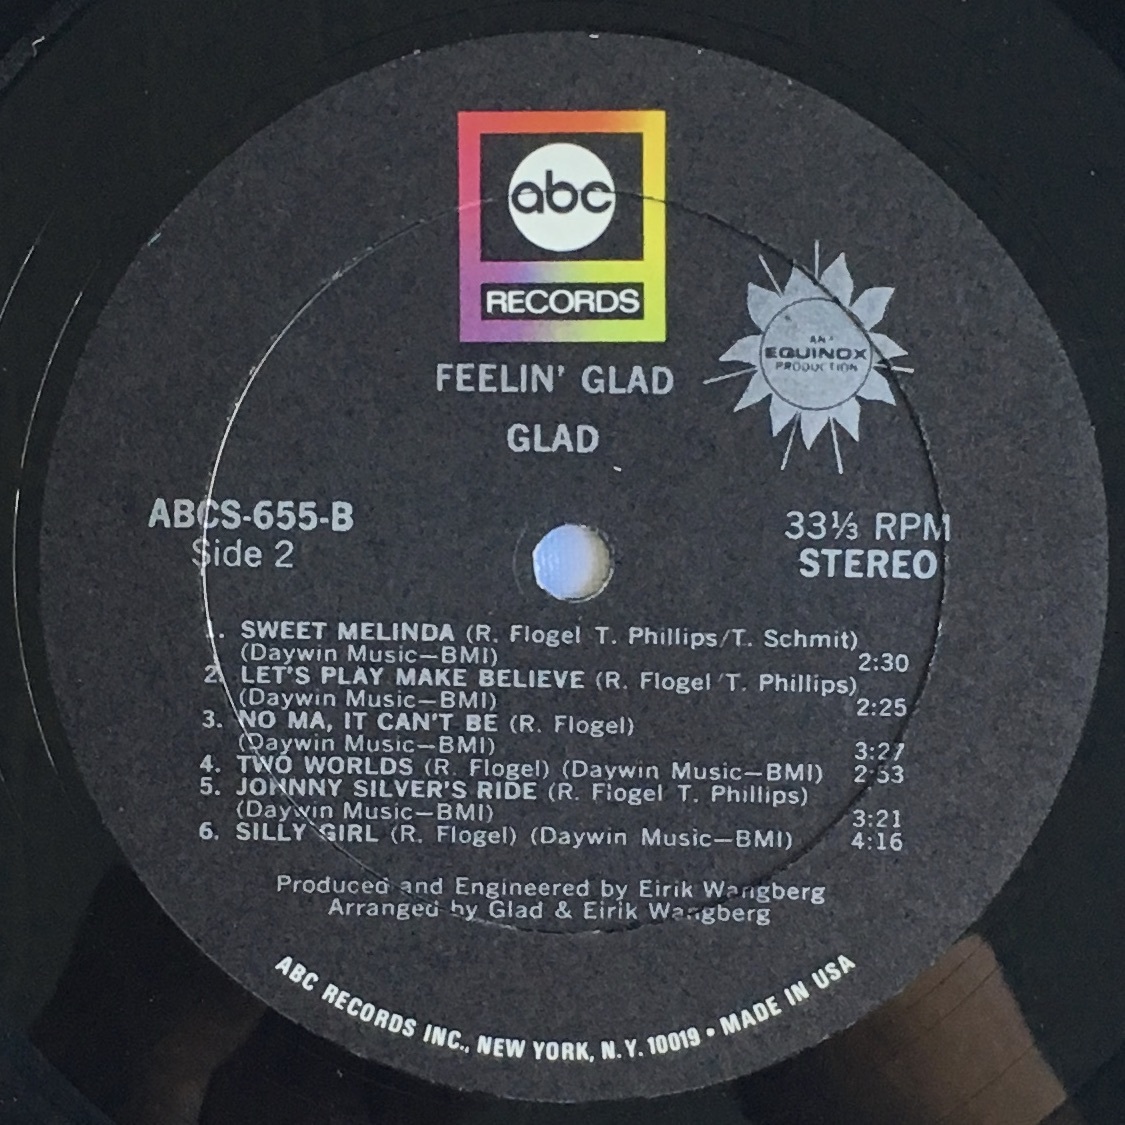 abc
RECORDS
AN
EQUINOX
PRODUCTION
FEELIN' GLAD
GLAD
ABCS-655-B
Side 2
33⅓ RPM
STEREO
1. SWEET MELINDA (R. Flogel T. Phillips/T. Schmit)
(Daywin Music—BMI) 2:30
2. LET'S PLAY MAKE BELIEVE (R. Flogel T. Phillips)
(Daywin Music—BMI) 2:25
3. NO MA, IT CAN'T BE (R. Flogel)
(Daywin Music—BMI) 3:27
4. TWO WORLDS (R. Flogel) (Daywin Music—BMI) 2:53
5. JOHNNY SILVER'S RIDE (R. Flogel T. Phillips)
(Daywin Music—BMI) 3:21
6. SILLY GIRL (R. Flogel) (Daywin Music—BMI) 4:16
Produced and Engineered by Eirik Wangberg
Arranged by Glad & Eirik Wangberg
ABC RECORDS INC., NEW YORK, N.Y. 10019 • MADE IN USA